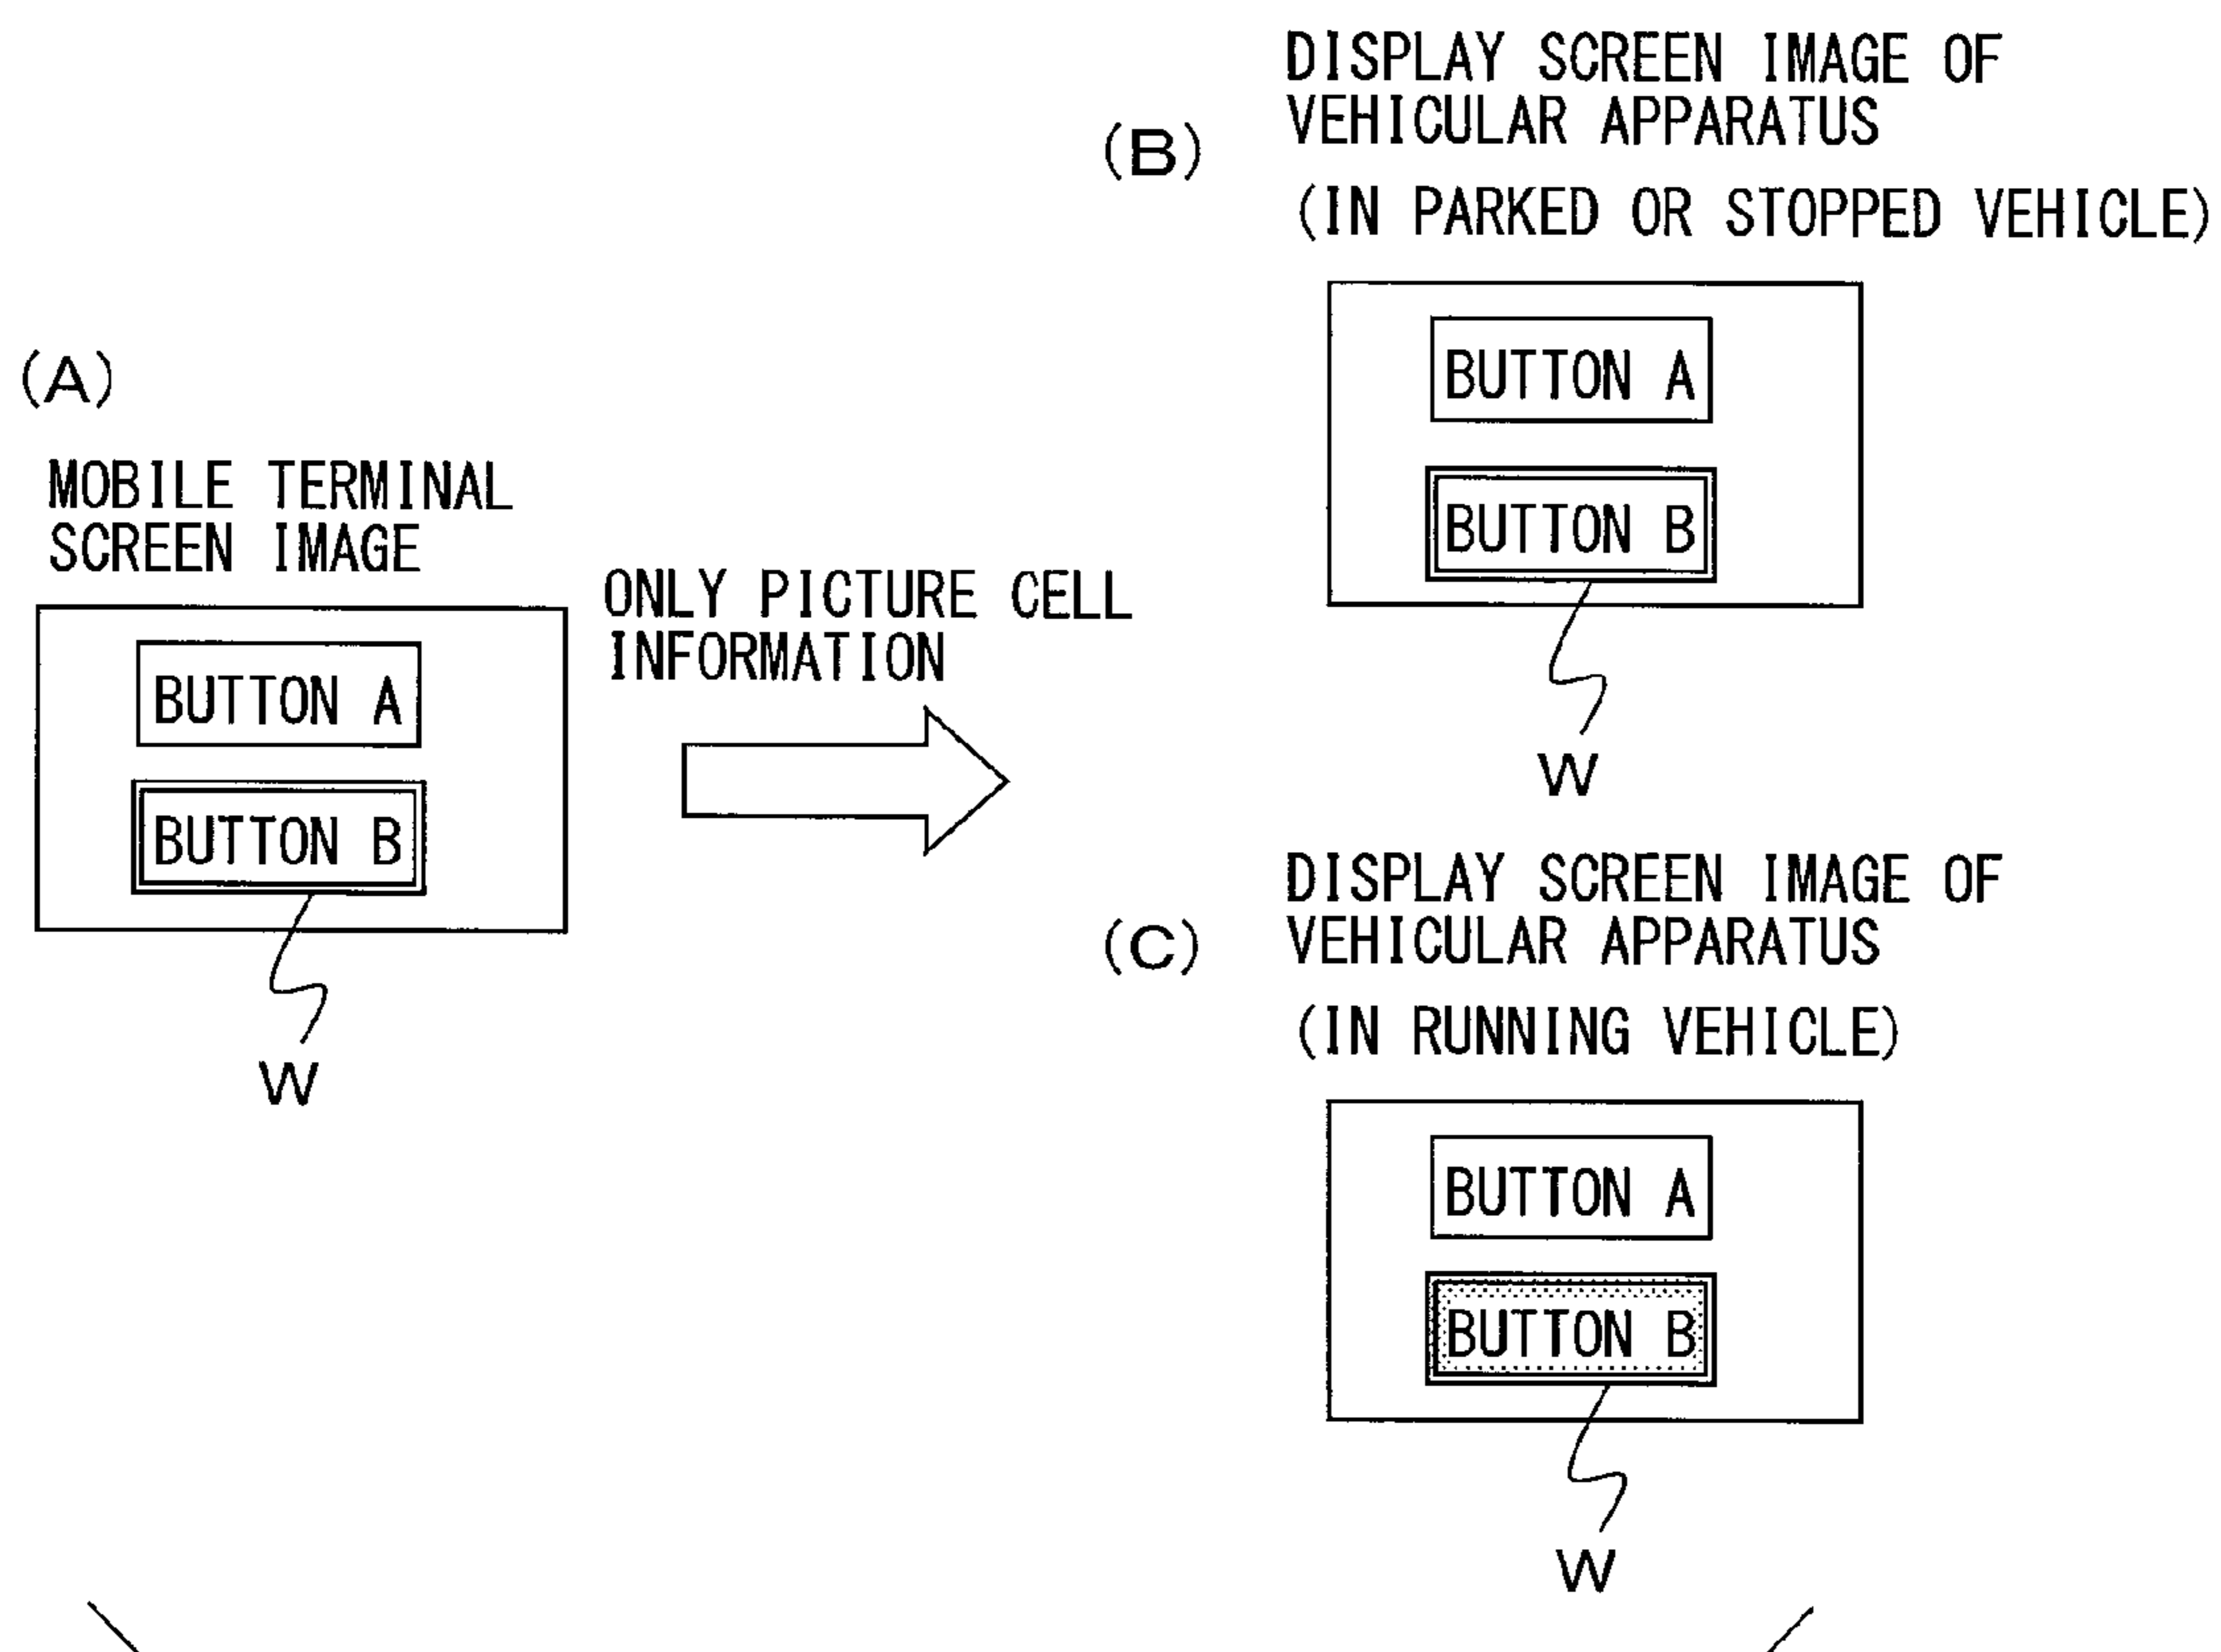 (A)
MOBILE TERMINAL
SCREEN IMAGE
BUTTON A
BUTTON B
W
ONLY PICTURE CELL
INFORMATION
(B)
DISPLAY SCREEN IMAGE OF
VEHICULAR APPARATUS
(IN PARKED OR STOPPED VEHICLE)
BUTTON A
BUTTON B
W
(C)
DISPLAY SCREEN IMAGE OF
VEHICULAR APPARATUS
(IN RUNNING VEHICLE)
BUTTON A
BUTTON B
W